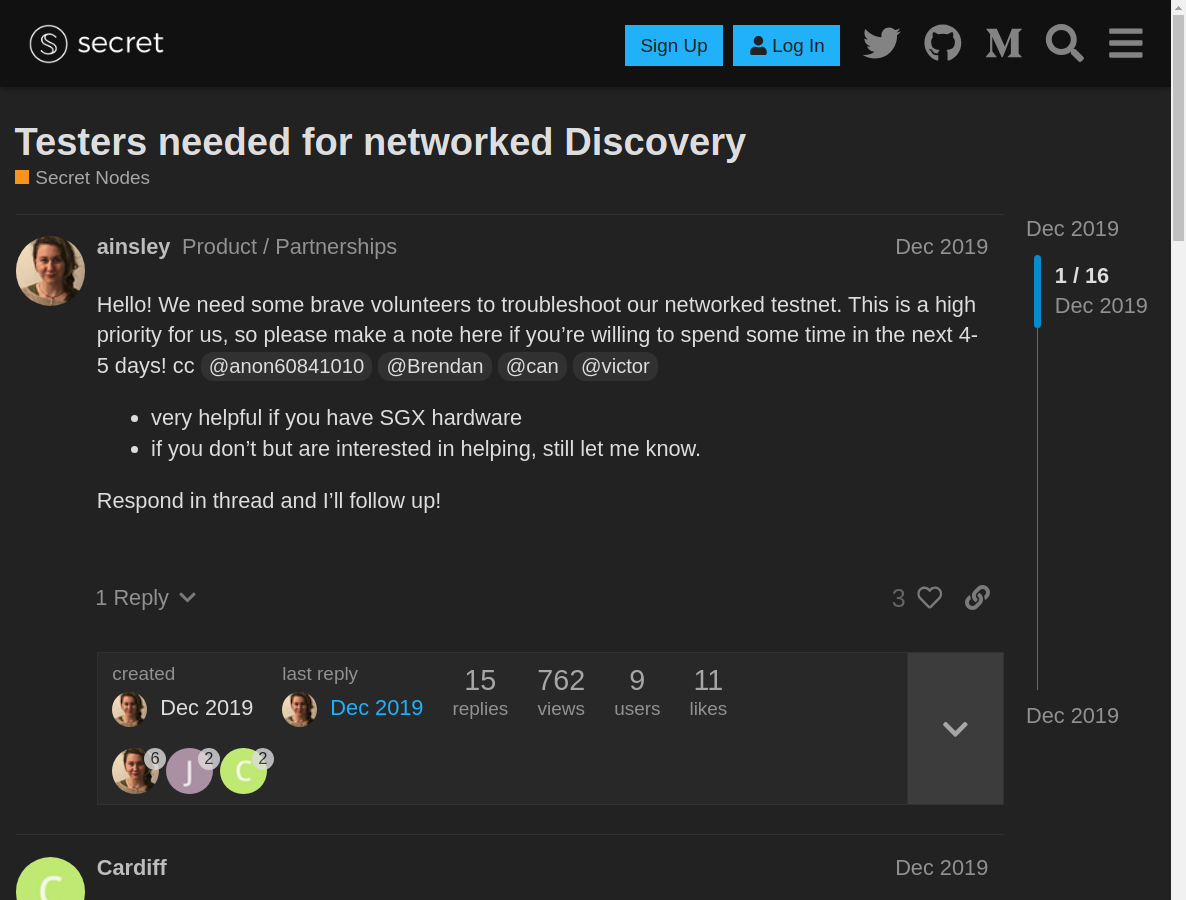 secret
Sign Up
Log In
Testers needed for networked Discovery
Secret Nodes
ainsley Product / Partnerships Dec 2019
Hello! We need some brave volunteers to troubleshoot our networked testnet. This is a high
priority for us, so please make a note here if you’re willing to spend some time in the next 4-
5 days! cc @anon60841010 @Brendan @can @victor
• very helpful if you have SGX hardware
• if you don’t but are interested in helping, still let me know.
Respond in thread and I’ll follow up!
1 Reply
3
created
Dec 2019
last reply
Dec 2019
15
replies
762
views
9
users
11
likes
6
J 2
C 2
Dec 2019
1 / 16
Dec 2019
Dec 2019
C
Cardiff Dec 2019